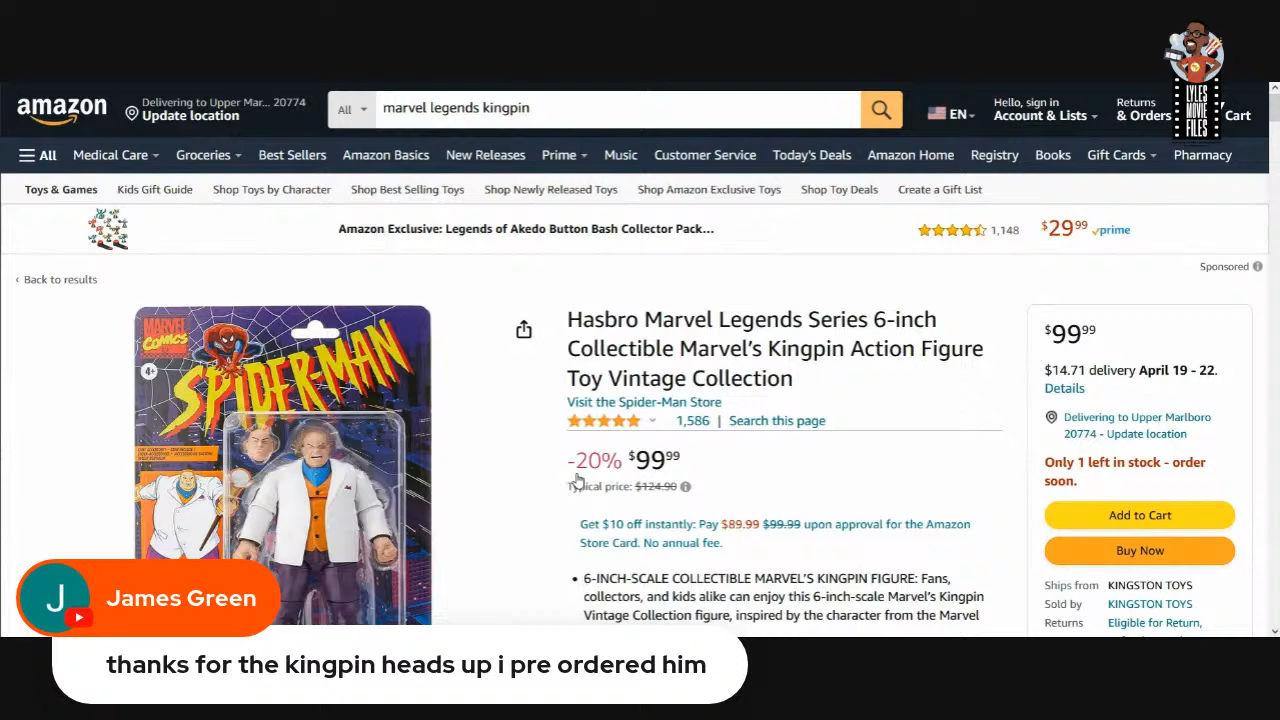 LYLES
MOVIE
FILES
amazon
Delivering to Upper Mar... 20774
Update location
All
marvel legends kingpin
EN
Hello, sign in
Account & Lists
Returns
& Orders
Cart
All
Medical Care
Groceries
Best Sellers
Amazon Basics
New Releases
Prime
Music
Customer Service
Today's Deals
Amazon Home
Registry
Books
Gift Cards
Pharmacy
Toys & Games
Kids Gift Guide
Shop Toys by Character
Shop Best Selling Toys
Shop Newly Released Toys
Shop Amazon Exclusive Toys
Shop Toy Deals
Create a Gift List
Amazon Exclusive: Legends of Akedo Button Bash Collector Pack...
1,148
$29 99
prime
Sponsored
‹ Back to results
MARVEL
COMICS
4+
SPIDER-MAN
Hasbro Marvel Legends Series 6-inch
Collectible Marvel's Kingpin Action Figure
Toy Vintage Collection
Visit the Spider-Man Store
1,586 | Search this page
-20% $99 99
Typical price: $124.90
Get $10 off instantly: Pay $89.99 $99.99 upon approval for the Amazon
Store Card. No annual fee.
• 6-INCH-SCALE COLLECTIBLE MARVEL'S KINGPIN FIGURE: Fans,
collectors, and kids alike can enjoy this 6-inch-scale Marvel's Kingpin
Vintage Collection figure, inspired by the character from the Marvel
$99 99
$14.71 delivery April 19 - 22.
Details
Delivering to Upper Marlboro
20774 - Update location
Only 1 left in stock - order
soon.
Add to Cart
Buy Now
Ships from KINGSTON TOYS
Sold by KINGSTON TOYS
Returns Eligible for Return,
J
James Green
thanks for the kingpin heads up i pre ordered him